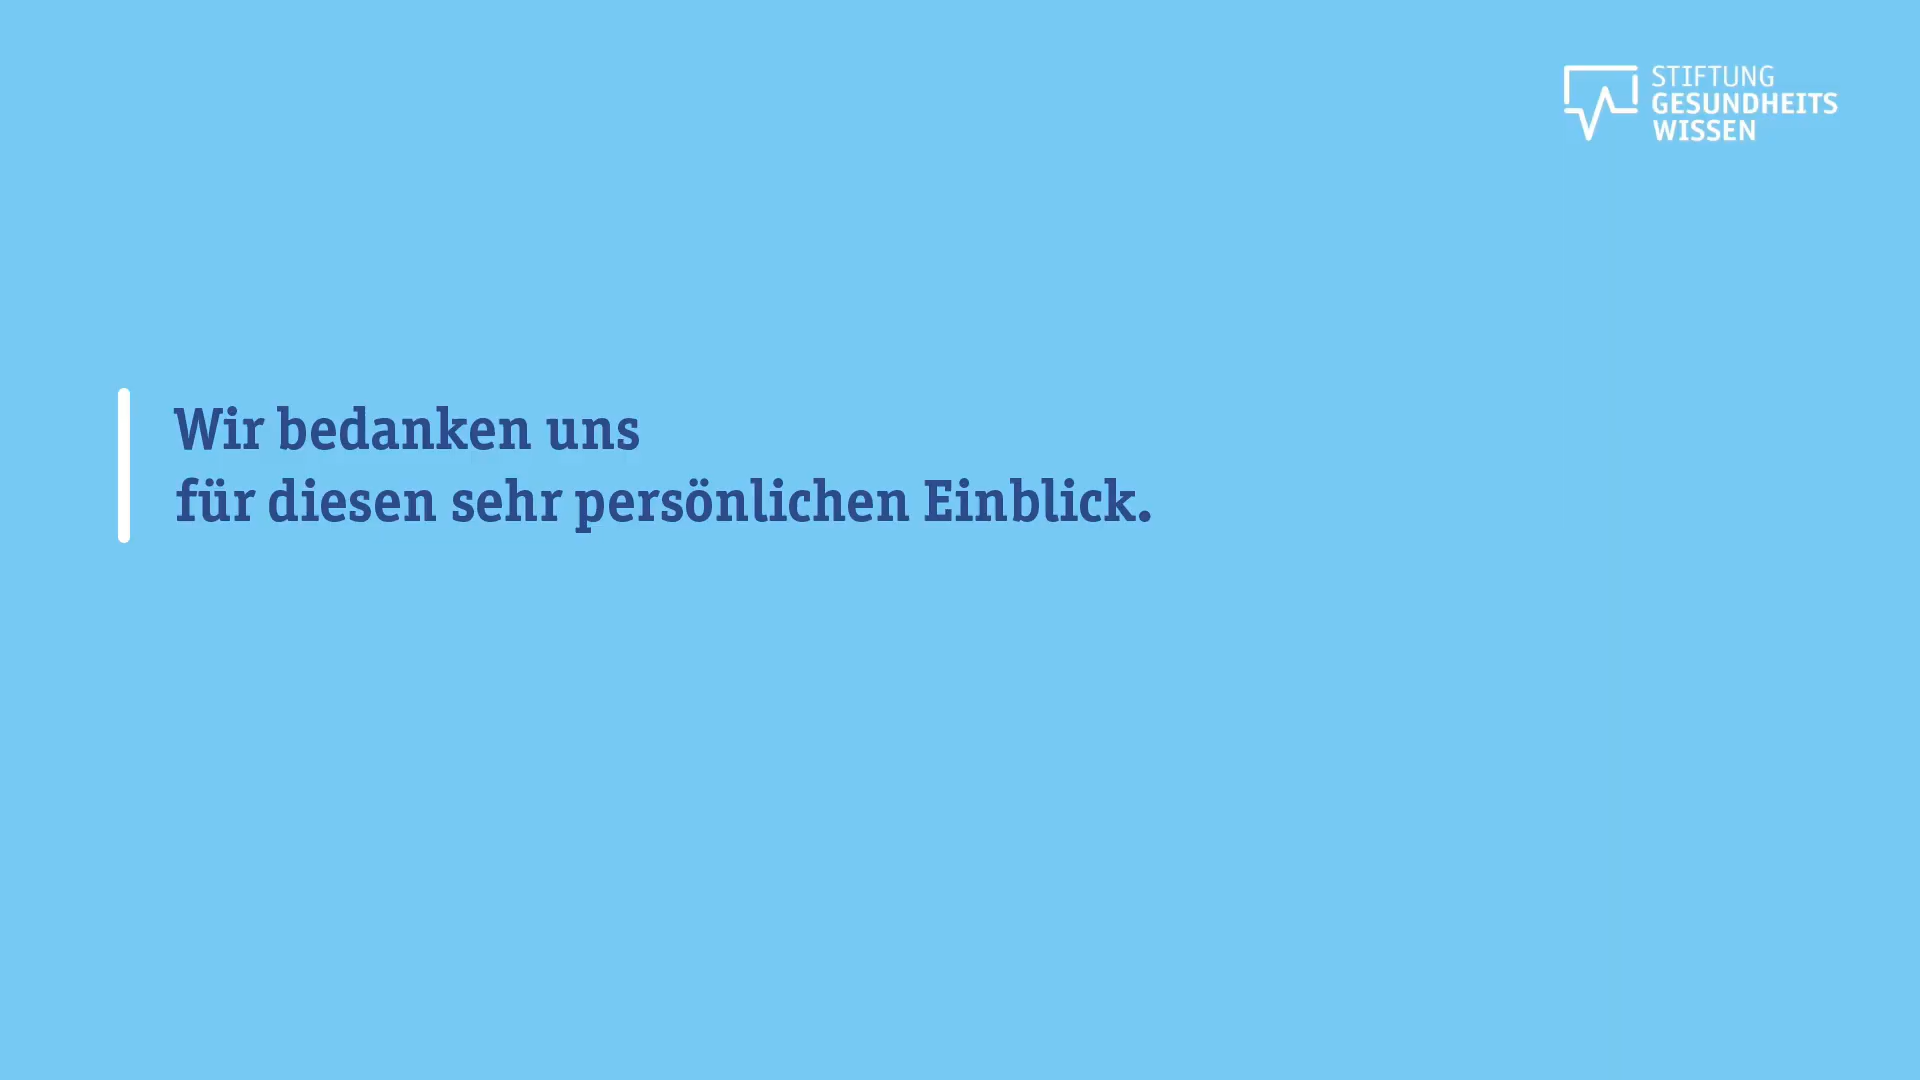 STIFTUNG
GESUNDHEITS
WISSEN
Wir bedanken uns
für diesen sehr persönlichen Einblick.